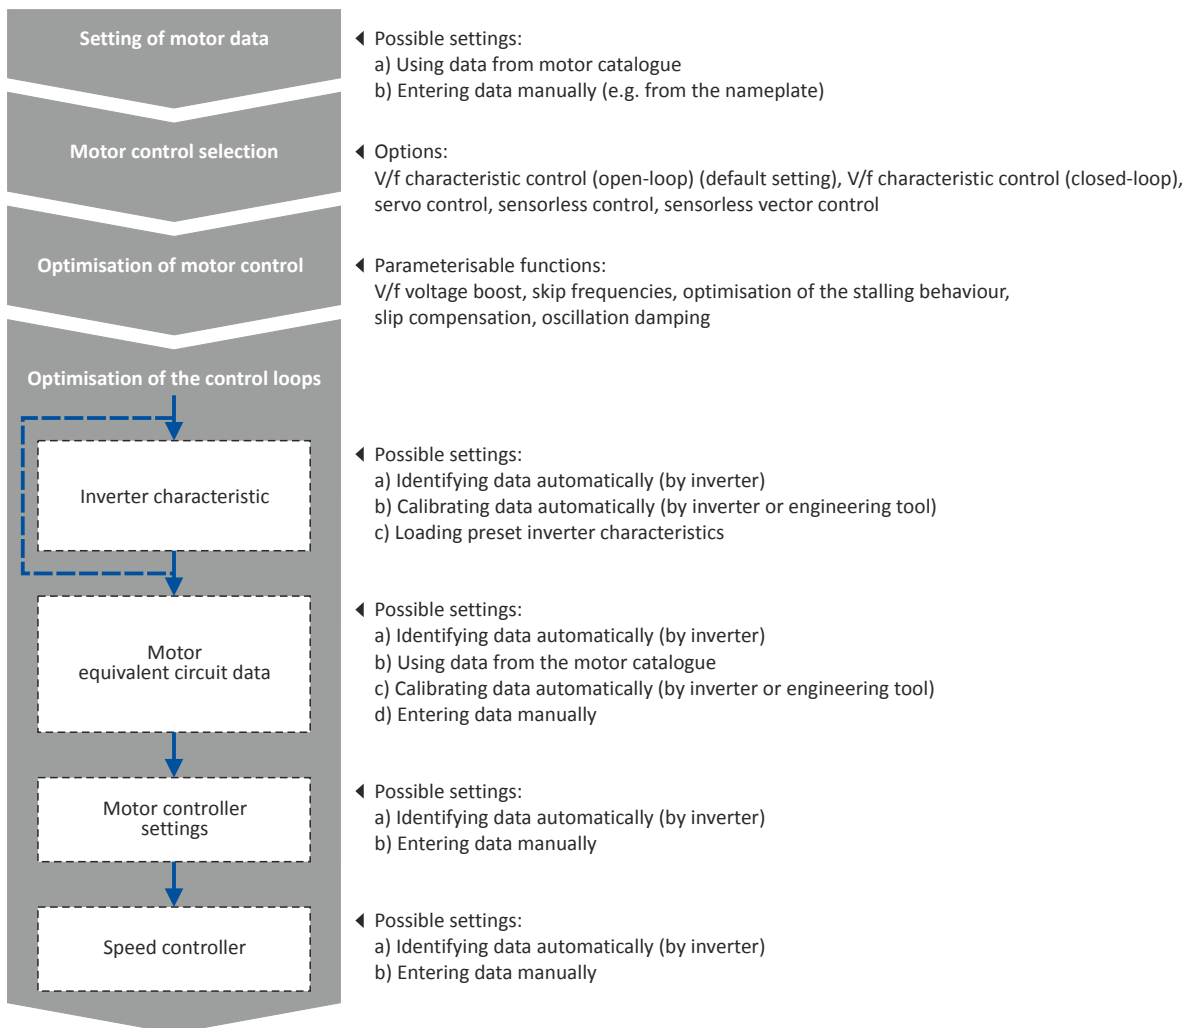 Setting of motor data
◀ Possible settings:
a) Using data from motor catalogue
b) Entering data manually (e.g. from the nameplate)
Motor control selection
◀ Options:
V/f characteristic control (open-loop) (default setting), V/f characteristic control (closed-loop),
servo control, sensorless control, sensorless vector control
Optimisation of motor control
◀ Parameterisable functions:
V/f voltage boost, skip frequencies, optimisation of the stalling behaviour,
slip compensation, oscillation damping
Optimisation of the control loops
Inverter characteristic
◀ Possible settings:
a) Identifying data automatically (by inverter)
b) Calibrating data automatically (by inverter or engineering tool)
c) Loading preset inverter characteristics
Motor
equivalent circuit data
◀ Possible settings:
a) Identifying data automatically (by inverter)
b) Using data from the motor catalogue
c) Calibrating data automatically (by inverter or engineering tool)
d) Entering data manually
Motor controller
settings
◀ Possible settings:
a) Identifying data automatically (by inverter)
b) Entering data manually
Speed controller
◀ Possible settings:
a) Identifying data automatically (by inverter)
b) Entering data manually